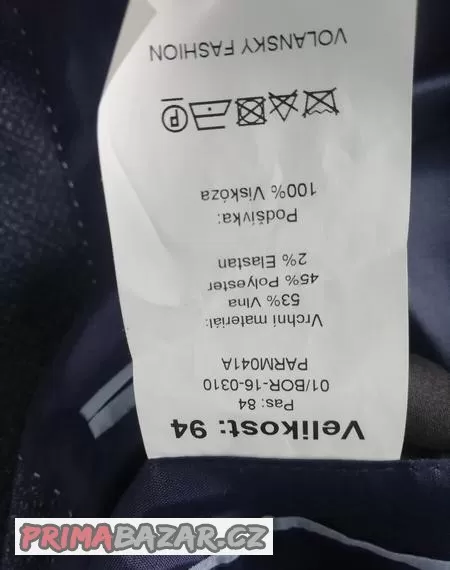 Velikost: 94
Pas: 84
01/BOR-16-0310
PARM041A
Vrchní materiál:
53% Vlna
45% Polyester
2% Elastan
Podšívka:
100% Viskóza
P
VOLANSKY FASHION
PRIMABAZAR.CZ